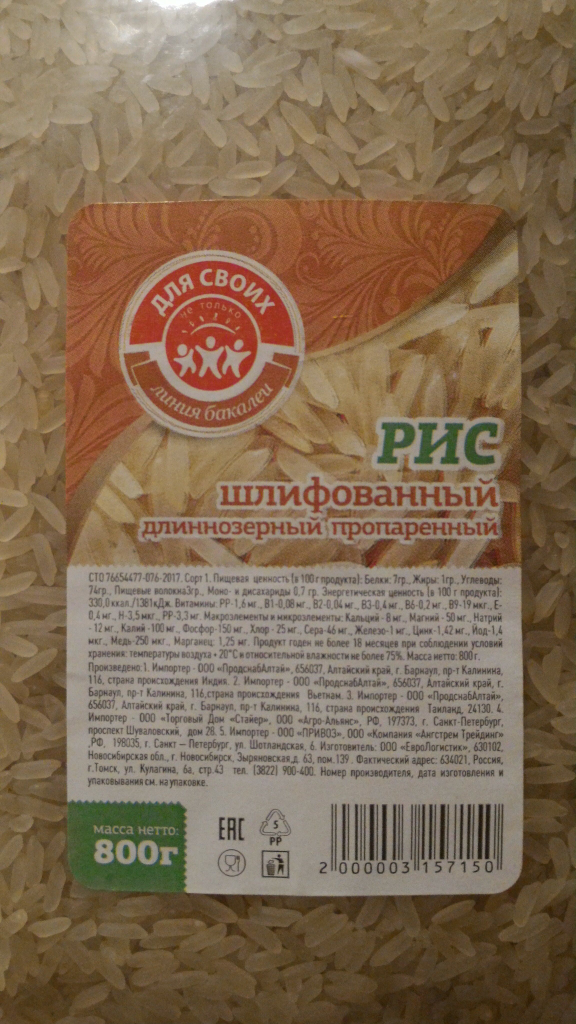 ДЛЯ СВОИХ
не только
линия бакалеи
РИС
шлифованный
длиннозерный пропаренный
СТО 76654477-076-2017. Сорт 1. Пищевая ценность (в 100 г продукта): Белки: 7гр., Жиры: 1гр., Углеводы:
74гр., Пищевые волокна3гр., Моно- и дисахариды 0,7 гр. Энергетическая ценность (в 100 г продукта):
330,0 ккал./1381кДж. Витамины: РР-1,6 мг., В1-0,08 мг., В2-0,04 мг., В3-0,4 мг., В6-0,2 мг., В9-19 мкг., Е-
0,4 мг., Н-3,5 мкг., РР-3,3 мг. Макроэлементы и микроэлементы: Кальций - 8 мг., Магний - 50 мг., Натрий
- 12 мг., Калий -100 мг., Фосфор-150 мг., Хлор - 25 мг., Сера-46 мг., Железо-1 мг., Цинк-1,42 мг., Йод-1,4
мкг., Медь-250 мкг., Марганец: 1,25 мг. Продукт годен не более 18 месяцев при соблюдении условий
хранения: температуры воздуха + 20°С и относительной влажности не более 75%. Масса нетто: 800 г.
Произведено:1. Импортер - ООО «ПродснабАлтай», 656037, Алтайский край, г. Барнаул, пр-т Калинина,
116, страна происхождения Индия. 2. Импортер - ООО «ПродснабАлтай», 656037, Алтайский край, г.
Барнаул, пр-т Калинина, 116,страна происхождения Вьетнам. 3. Импортер - ООО «ПродснабАлтай»,
656037, Алтайский край, г. Барнаул, пр-т Калинина, 116, страна происхождения Таиланд, 24130. 4.
Импортер - ООО «Торговый Дом «Стайер», ООО «Агро-Альянс», РФ, 197373, г. Санкт-Петербург,
проспект Шуваловский, дом 28. 5. Импортер - ООО «ПРИВОЗ», ООО «Компания «Ангстрем Трейдинг»
,РФ, 198035, г. Санкт – Петербург, ул. Шотландская, 6. Изготовитель: ООО «ЕвроЛогистик», 630102,
Новосибирская обл., г. Новосибирск, Зыряновская,д. 63, пом.139 . Фактический адрес: 634021, Россия,
г.Томск, ул. Кулагина, 6а, стр.43 тел. (3822) 900-400. Номер производителя, дата изготовления и
упаковывания см. на упаковке.
масса нетто:
800г
ЕАС
5
PP
2 000003 157150